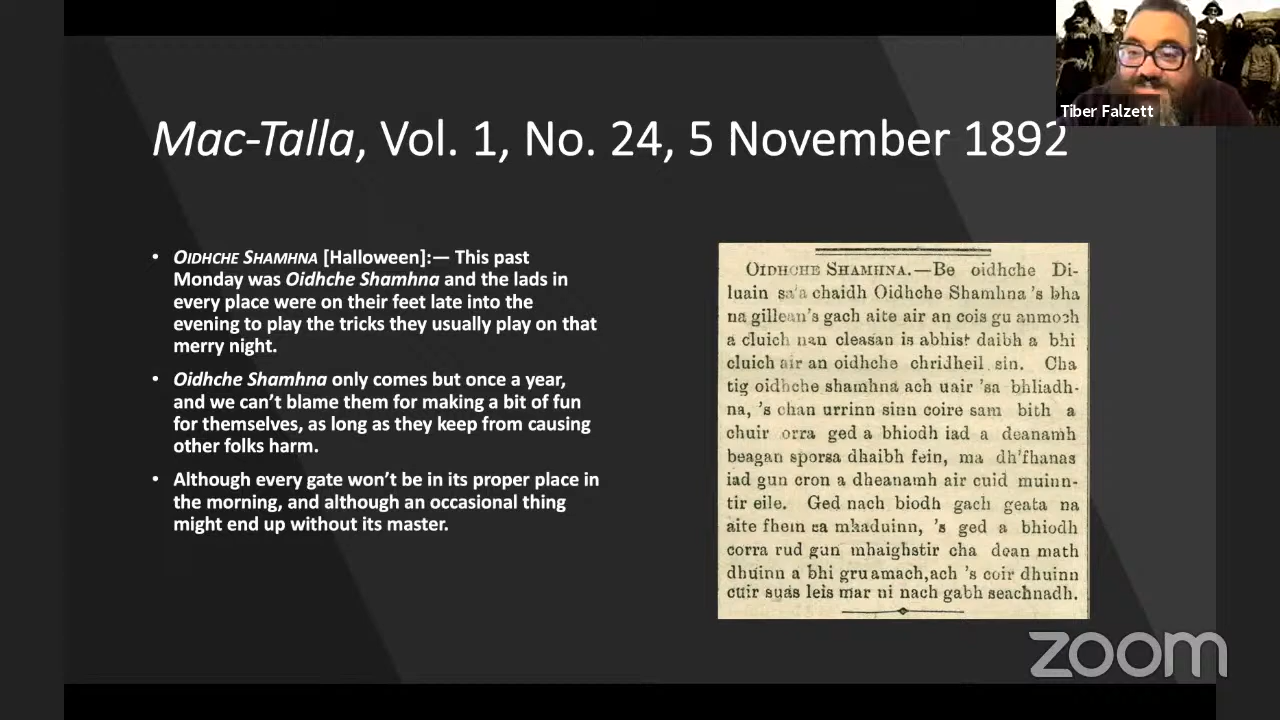 Tiber Falzett
Mac-Talla, Vol. 1, No. 24, 5 November 1892
• OIDHCHE SHAMHNA [Halloween]:— This past
Monday was Oidhche Shamhna and the lads in
every place were on their feet late into the
evening to play the tricks they usually play on that
merry night.
• Oidhche Shamhna only comes but once a year,
and we can't blame them for making a bit of fun
for themselves, as long as they keep from causing
other folks harm.
• Although every gate won't be in its proper place in
the morning, and although an occasional thing
might end up without its master.
OIDHCHE SHAMHNA.—Be oidhche Di-
luain sa'a chaidh Oidhche Shamhna 's bha
na gillean's gach aite air an cois gu anmoch
a cluich nan cleasan is abhist daibh a bhi
cluich air an oidhche chridheil sin. Cha
tig oidhche shamhna ach uair 'sa bhliadh-
na, 's chan urrinn sinn coire sam bith a
chuir orra ged a bhiodh iad a deanamh
beagan sporsa dhaibh fein, ma dh'fhanas
iad gun cron a dheanamh air cuid muinn-
tir eile. Ged nach biodh gach geata na
aite fhein sa mhaduinn, 's ged a bhiodh
corra rud gun mhaighstir cha dean math
dhuinn a bhi gruamach,ach 's coir dhuinn
cuir suas leis mar ni nach gabh seachnadh.
zoom